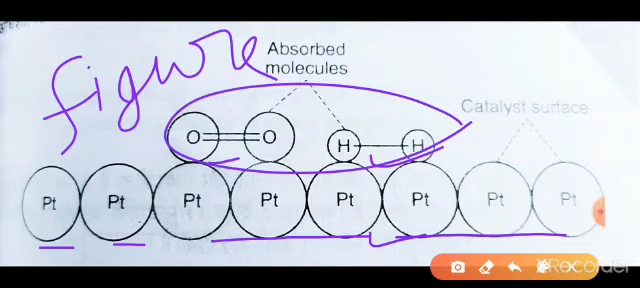 figure
Absorbed
molecules
Catalyst surface
O O H H
Pt Pt Pt Pt Pt Pt Pt Pt
Recorder